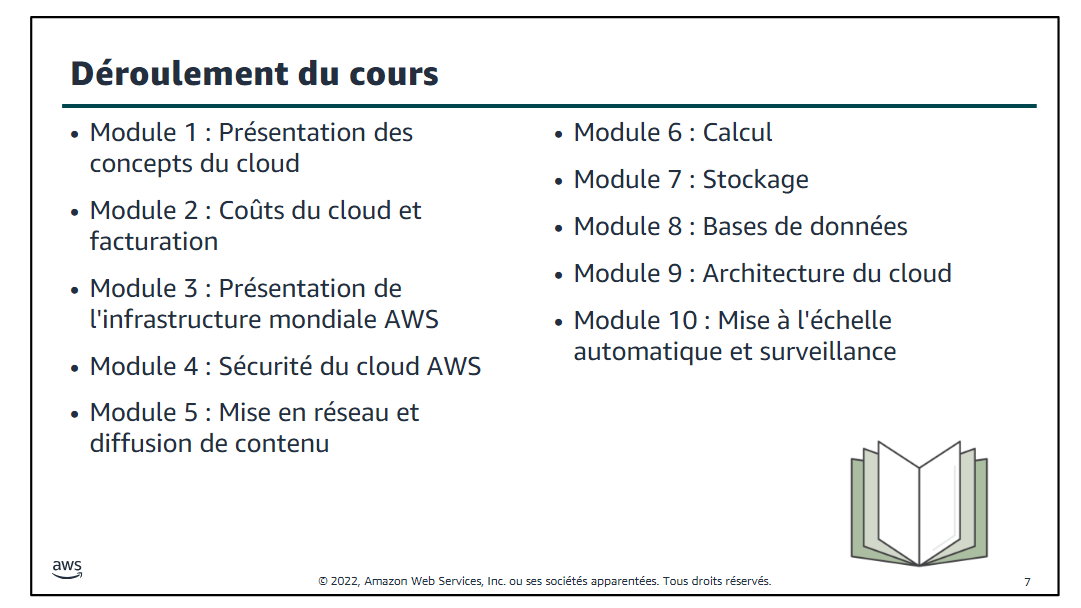 Déroulement du cours
• Module 1 : Présentation des
concepts du cloud
• Module 2 : Coûts du cloud et
facturation
• Module 3 : Présentation de
l'infrastructure mondiale AWS
• Module 4 : Sécurité du cloud AWS
• Module 5 : Mise en réseau et
diffusion de contenu
• Module 6 : Calcul
• Module 7 : Stockage
• Module 8 : Bases de données
• Module 9 : Architecture du cloud
• Module 10 : Mise à l'échelle
automatique et surveillance
aws
© 2022, Amazon Web Services, Inc. ou ses sociétés apparentées. Tous droits réservés.
7